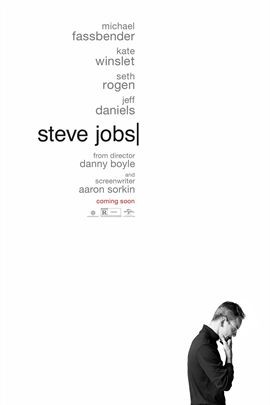 michael
fassbender
kate
winslet
seth
rogen
jeff
daniels
steve jobs
from director
danny boyle
and
screenwriter
aaron sorkin
coming soon
R